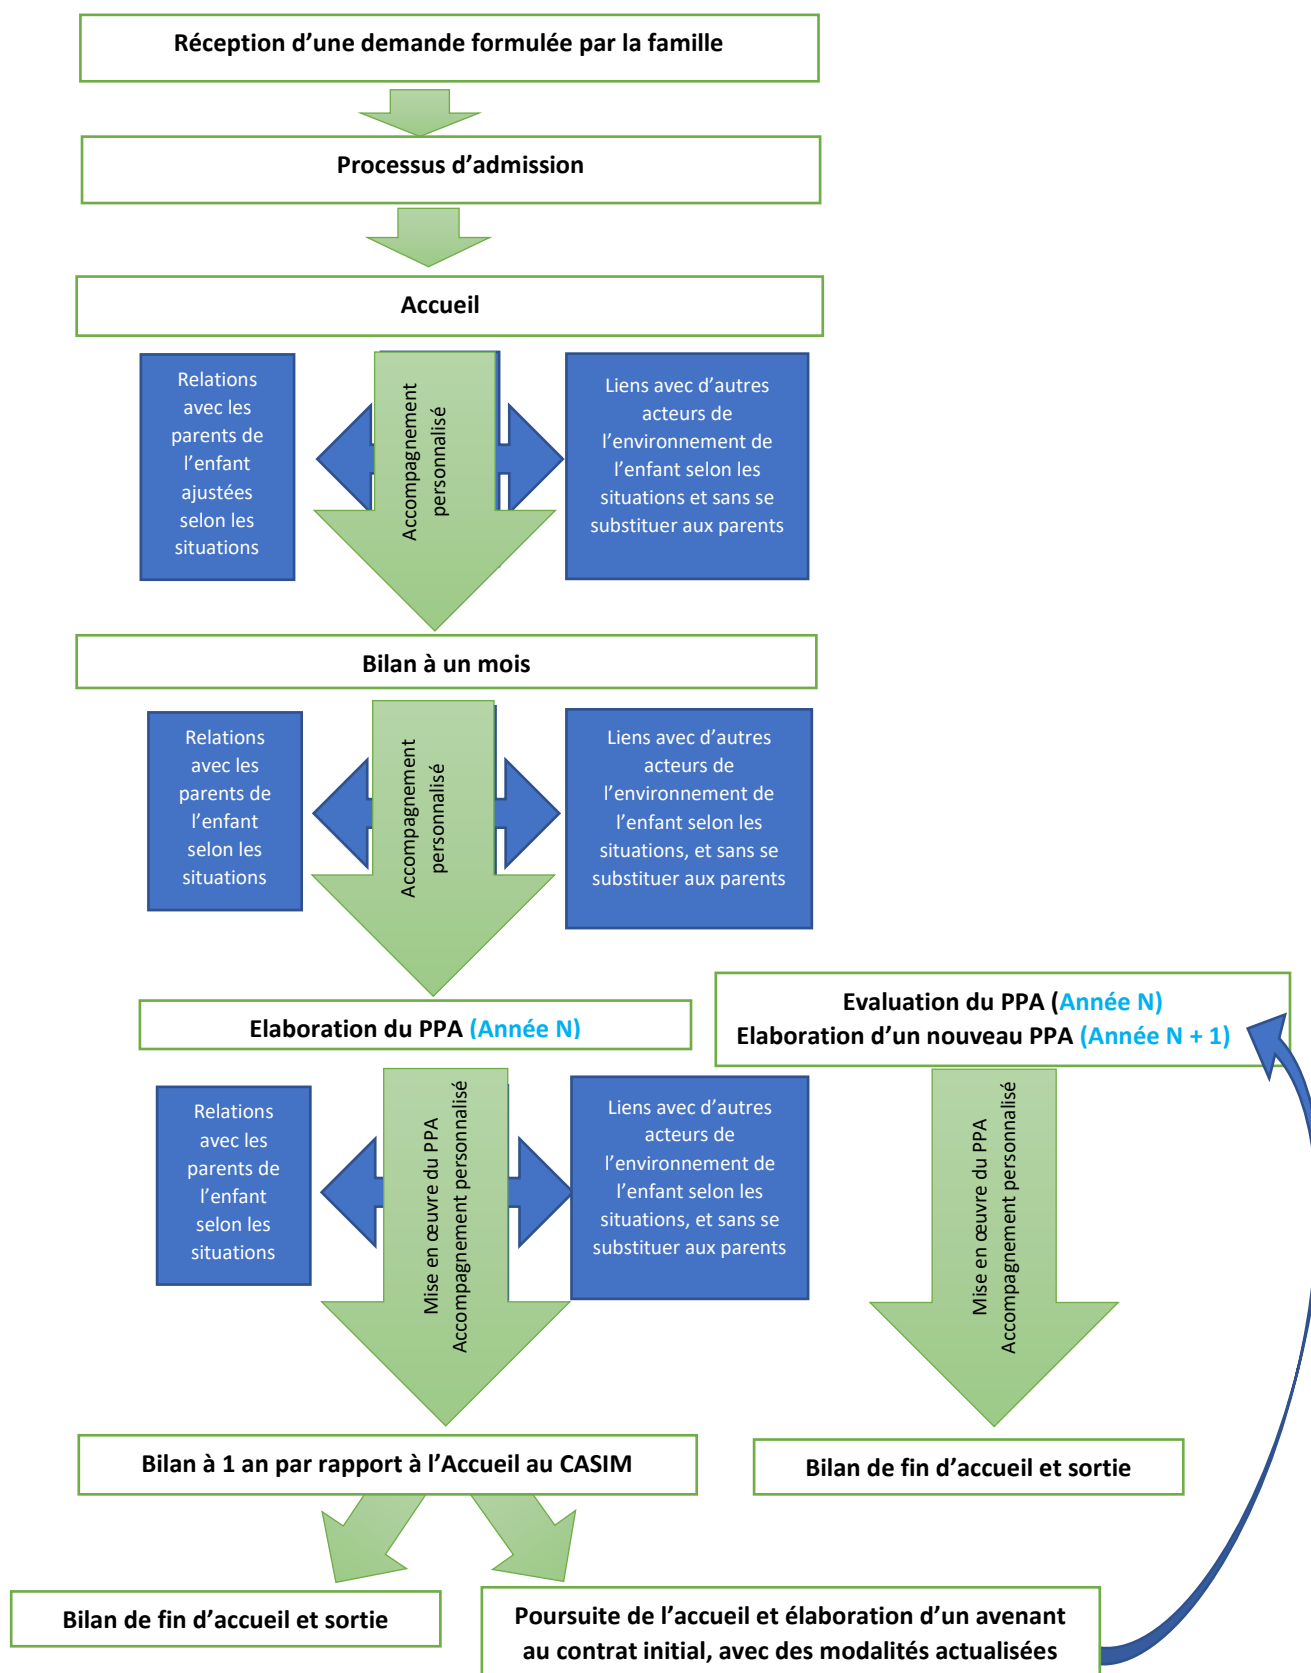 Réception d’une demande formulée par la famille
Processus d’admission
Accueil
Relations
avec les
parents de
l’enfant
ajustées
selon les
situations
Accompagnement
personnalisé
Liens avec d’autres
acteurs de
l’environnement de
l’enfant selon les
situations et sans se
substituer aux parents
Bilan à un mois
Relations
avec les
parents de
l’enfant
selon les
situations
Accompagnement
personnalisé
Liens avec d’autres
acteurs de
l’environnement de
l’enfant selon les
situations, et sans se
substituer aux parents
Elaboration du PPA (Année N)
Relations
avec les
parents de
l’enfant
selon les
situations
Mise en œuvre du PPA
Accompagnement personnalisé
Liens avec d’autres
acteurs de
l’environnement de
l’enfant selon les
situations, et sans se
substituer aux parents
Evaluation du PPA (Année N)
Elaboration d’un nouveau PPA (Année N + 1)
Mise en œuvre du PPA
Accompagnement personnalisé
Bilan à 1 an par rapport à l’Accueil au CASIM
Bilan de fin d’accueil et sortie
Bilan de fin d’accueil et sortie
Poursuite de l’accueil et élaboration d’un avenant
au contrat initial, avec des modalités actualisées